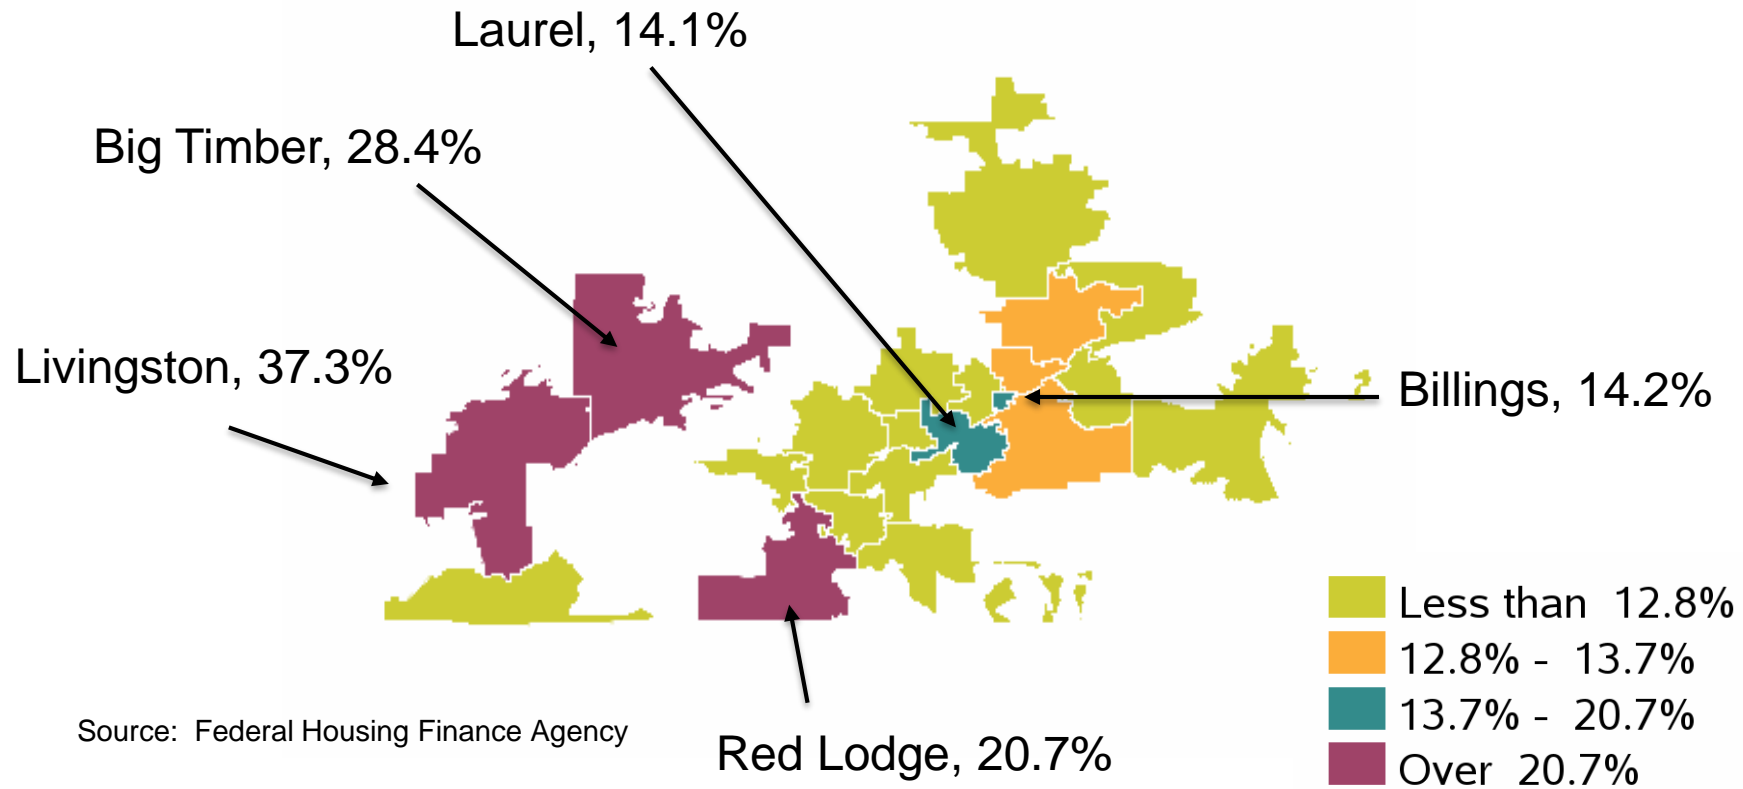 Laurel, 14.1%
Big Timber, 28.4%
Livingston, 37.3%
Billings, 14.2%
Less than 12.8%
12.8% - 13.7%
13.7% - 20.7%
Over 20.7%
Source: Federal Housing Finance Agency
Red Lodge, 20.7%